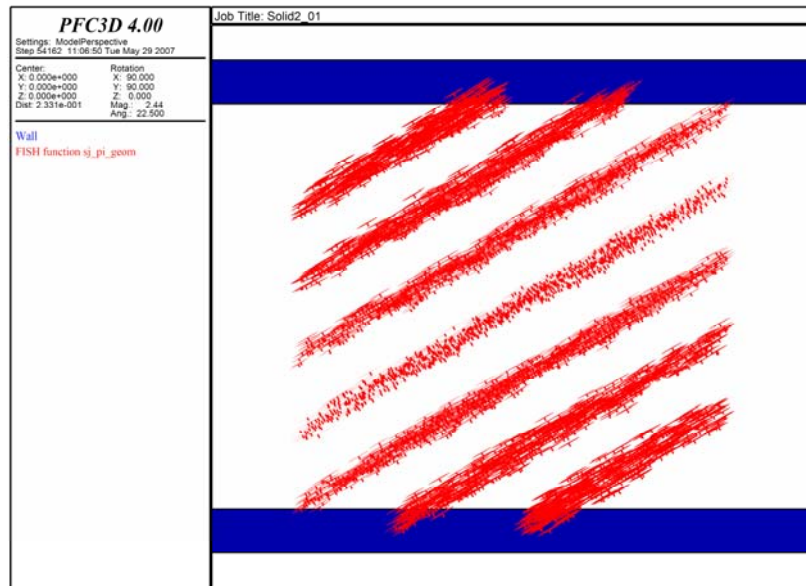 PFC3D 4.00
Settings: ModelPerspective
Step 54162 11:06:50 Tue May 29 2007
Center: Rotation
X: 0.000e+000 X: 90.000
Y: 0.000e+000 Y: 90.000
Z: 0.000e+000 Z: 0.000
Dist: 2.331e-001 Mag.: 2.44
Ang.: 22.500
Wall
FISH function sj_pi_geom
Job Title: Solid2_01